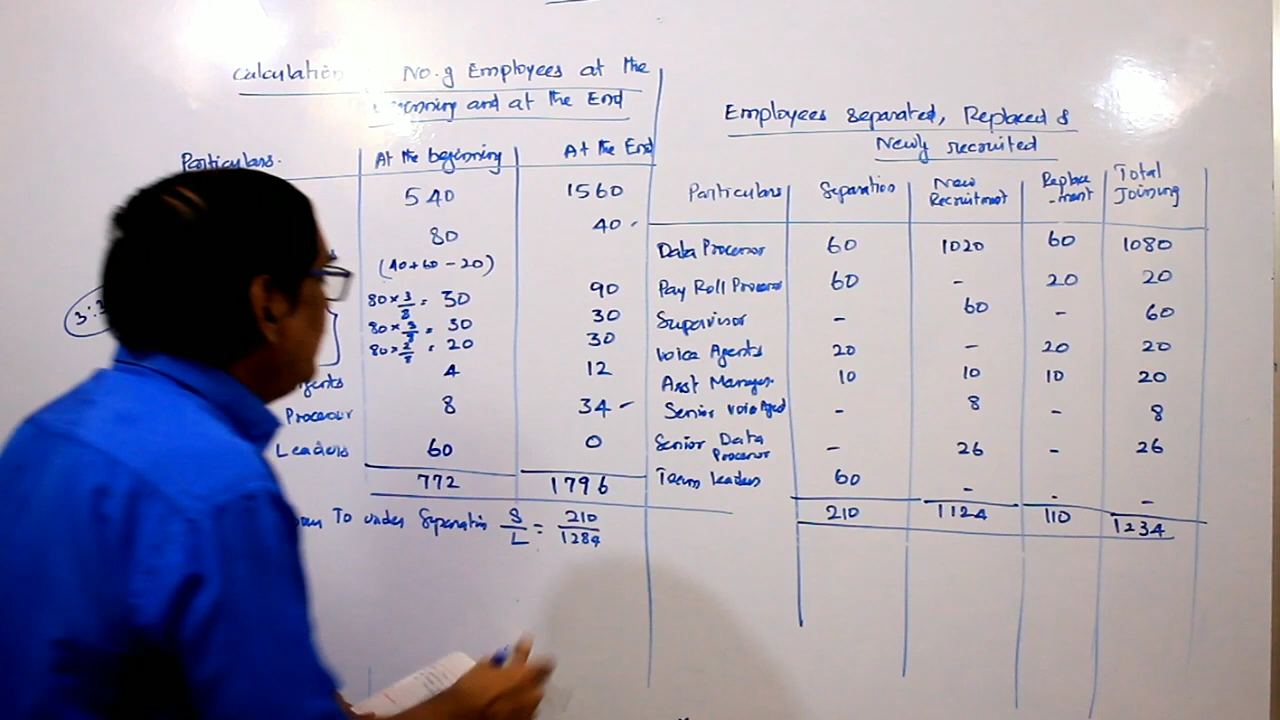 Calculation No. of Employees at the
and at the End
Particulars. At the beginning At the End
540 1560
80 40
(40+60-20)
3:3
80 × 3/8 = 30 90
80 × 3/8 = 30 30
80 × 2/8 = 20 30
Agents 4 12
Processor 8 34
Leaders 60 0
772 1796
To under Separation S/L = 210/1284
Employees separated, Replaced &
Newly recruited
Particulars Separation New Recruitment Replace-ment Total Joining
Data Processor 60 1020 60 1080
Pay Roll Processor 60 - 20 20
Supervisor - 60 - 60
Voice Agents 20 - 20 20
Asst Manager 10 10 10 20
Senior Voice Agent - 8 - 8
Senior Data Processor - 26 - 26
Team leaders 60 - - -
210 1124 110 1234